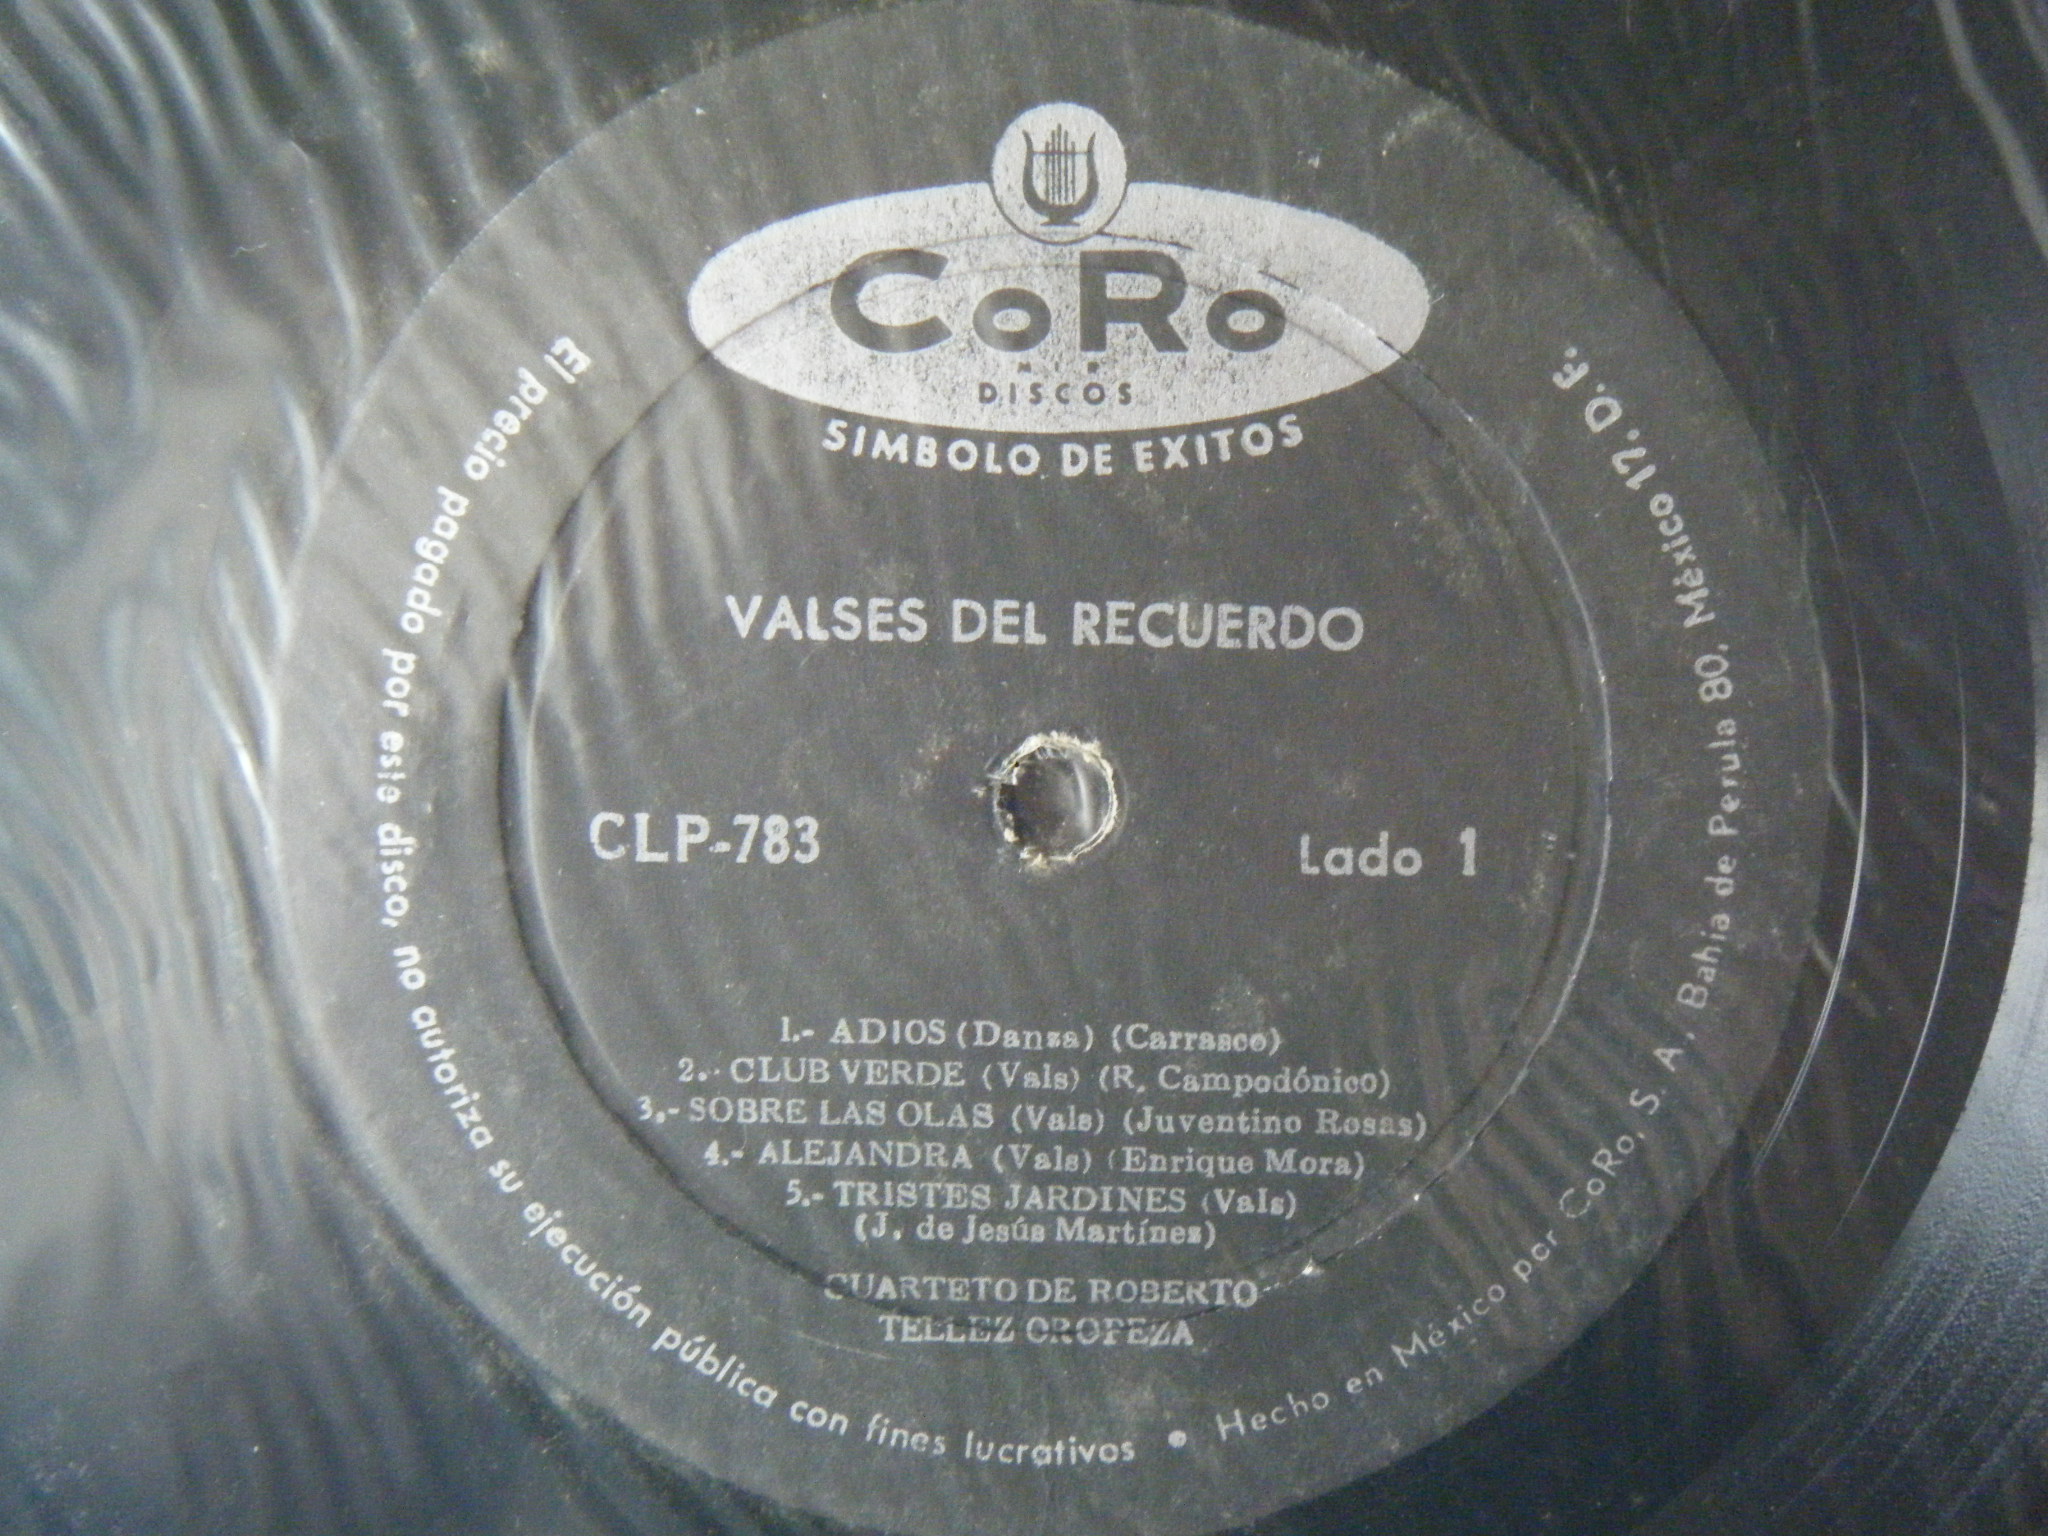 CoRo
MIR
DISCOS
SIMBOLO DE EXITOS
VALSES DEL RECUERDO
CLP-783
Lado 1
1.- ADIOS (Danza) (Carrasco)
2.- CLUB VERDE (Vals) (R. Campodónico)
3.- SOBRE LAS OLAS (Vals) (Juventino Rosas)
4.- ALEJANDRA (Vals) (Enrique Mora)
5.- TRISTES JARDINES (Vals)
(J. de Jesús Martínez)
CUARTETO DE ROBERTO
TELLEZ OROPEZA
El precio pagado por este disco, no autoriza su ejecución pública con fines lucrativos • Hecho en México por CoRo, S. A., Bahía de Perula 80, México 17, D. F.